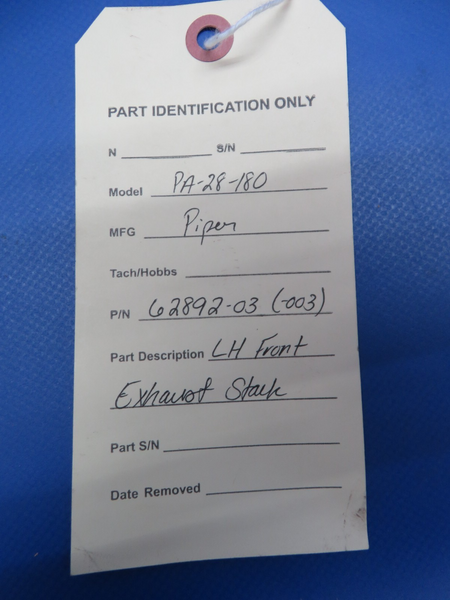 PART IDENTIFICATION ONLY
N S/N
Model PA-28-180
MFG Piper
Tach/Hobbs
P/N 62892-03 (-003)
Part Description LH Front
Exhaust Stack
Part S/N
Date Removed